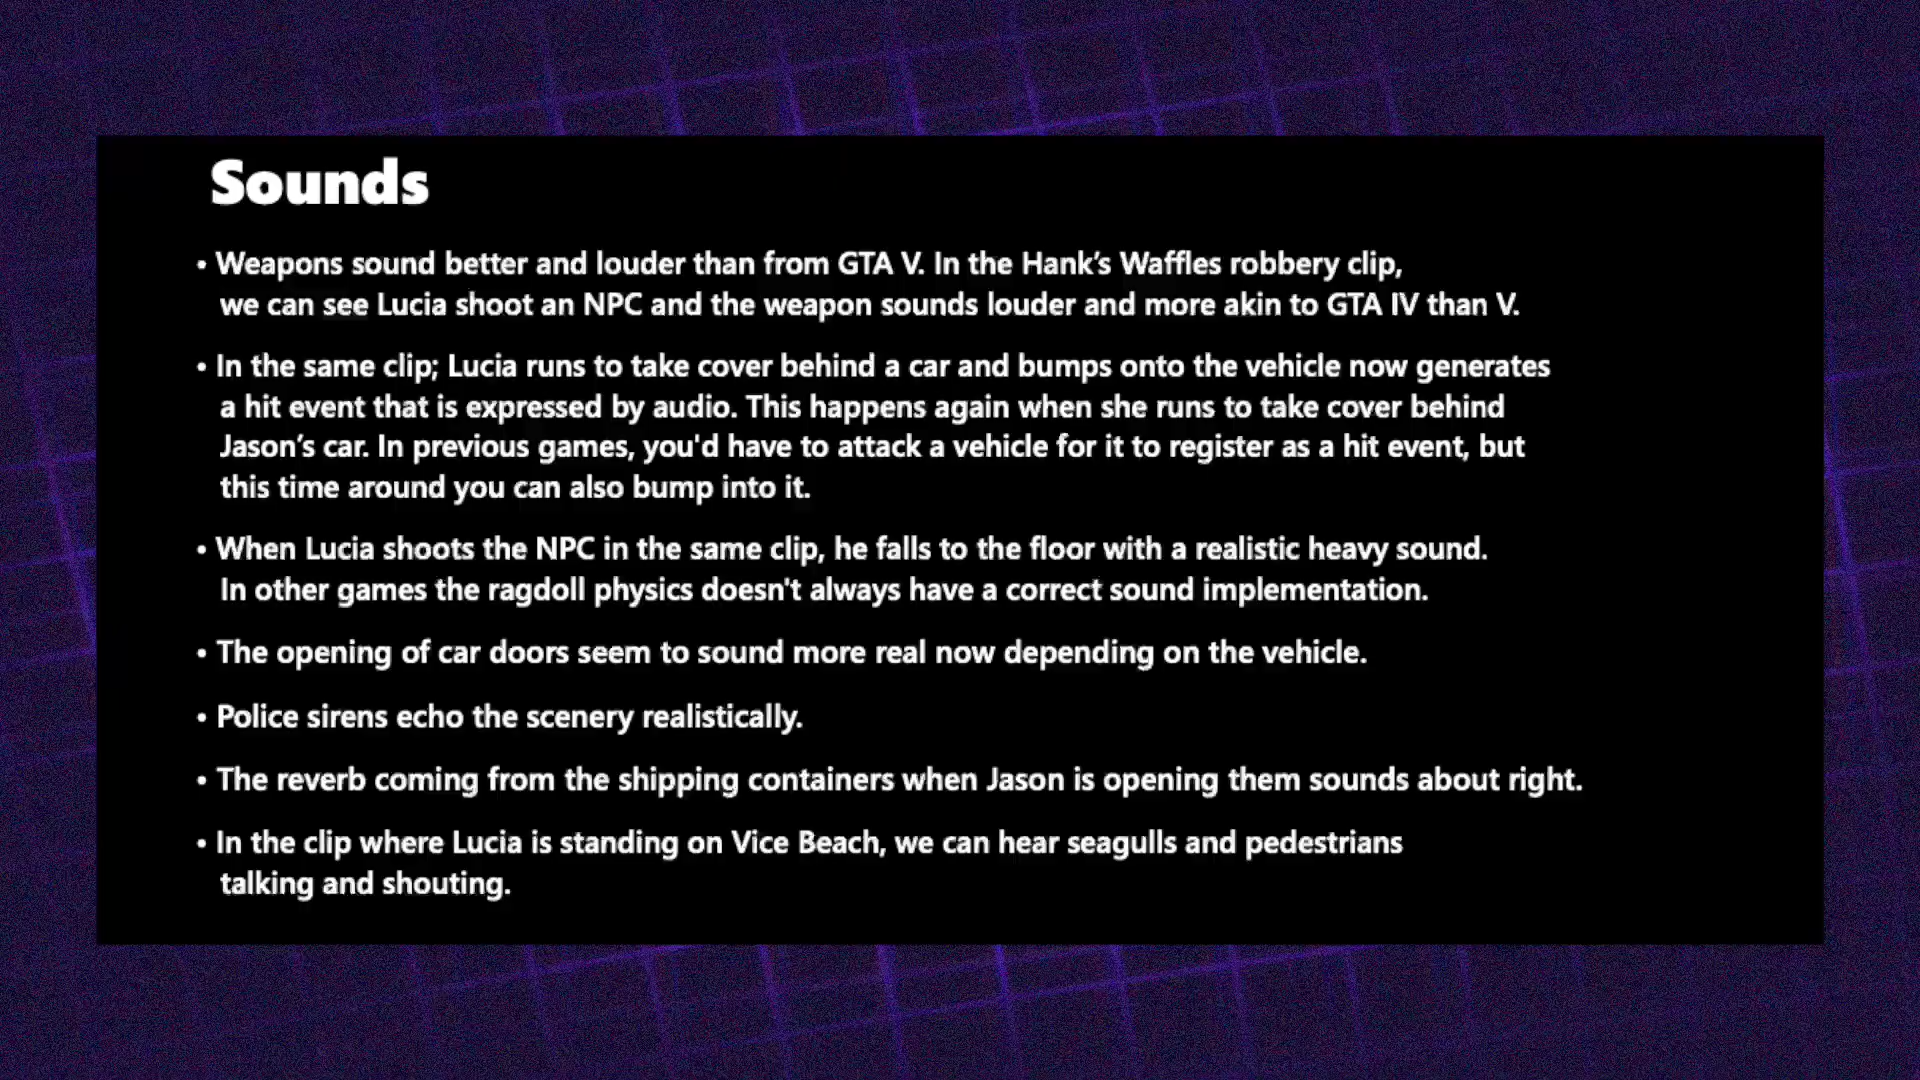 Sounds
• Weapons sound better and louder than from GTA V. In the Hank’s Waffles robbery clip,
we can see Lucia shoot an NPC and the weapon sounds louder and more akin to GTA IV than V.
• In the same clip; Lucia runs to take cover behind a car and bumps onto the vehicle now generates
a hit event that is expressed by audio. This happens again when she runs to take cover behind
Jason’s car. In previous games, you'd have to attack a vehicle for it to register as a hit event, but
this time around you can also bump into it.
• When Lucia shoots the NPC in the same clip, he falls to the floor with a realistic heavy sound.
In other games the ragdoll physics doesn't always have a correct sound implementation.
• The opening of car doors seem to sound more real now depending on the vehicle.
• Police sirens echo the scenery realistically.
• The reverb coming from the shipping containers when Jason is opening them sounds about right.
• In the clip where Lucia is standing on Vice Beach, we can hear seagulls and pedestrians
talking and shouting.